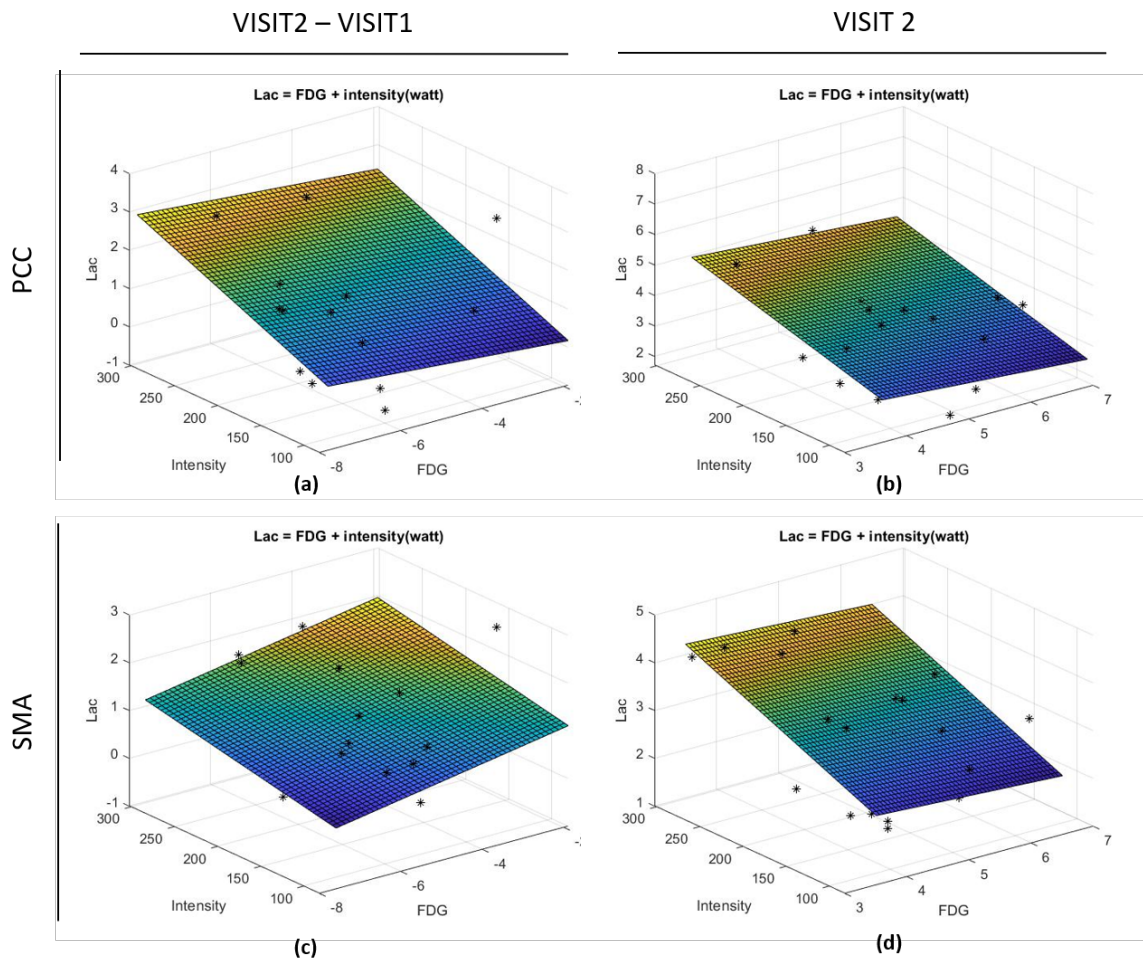 VISIT2 – VISIT1
VISIT 2
PCC
Lac = FDG + intensity(watt)
4
3
2
1
0
-1
Lac
300
250
200
150
100
Intensity
-8
-6
-4
FDG
(a)
Lac = FDG + intensity(watt)
8
7
6
5
4
3
2
Lac
300
250
200
150
100
Intensity
3
4
5
6
7
FDG
(b)
SMA
Lac = FDG + intensity(watt)
3
2
1
0
-1
Lac
300
250
200
150
100
Intensity
-8
-6
-4
FDG
(c)
Lac = FDG + intensity(watt)
5
4
3
2
1
Lac
300
250
200
150
100
Intensity
3
4
5
6
7
FDG
(d)